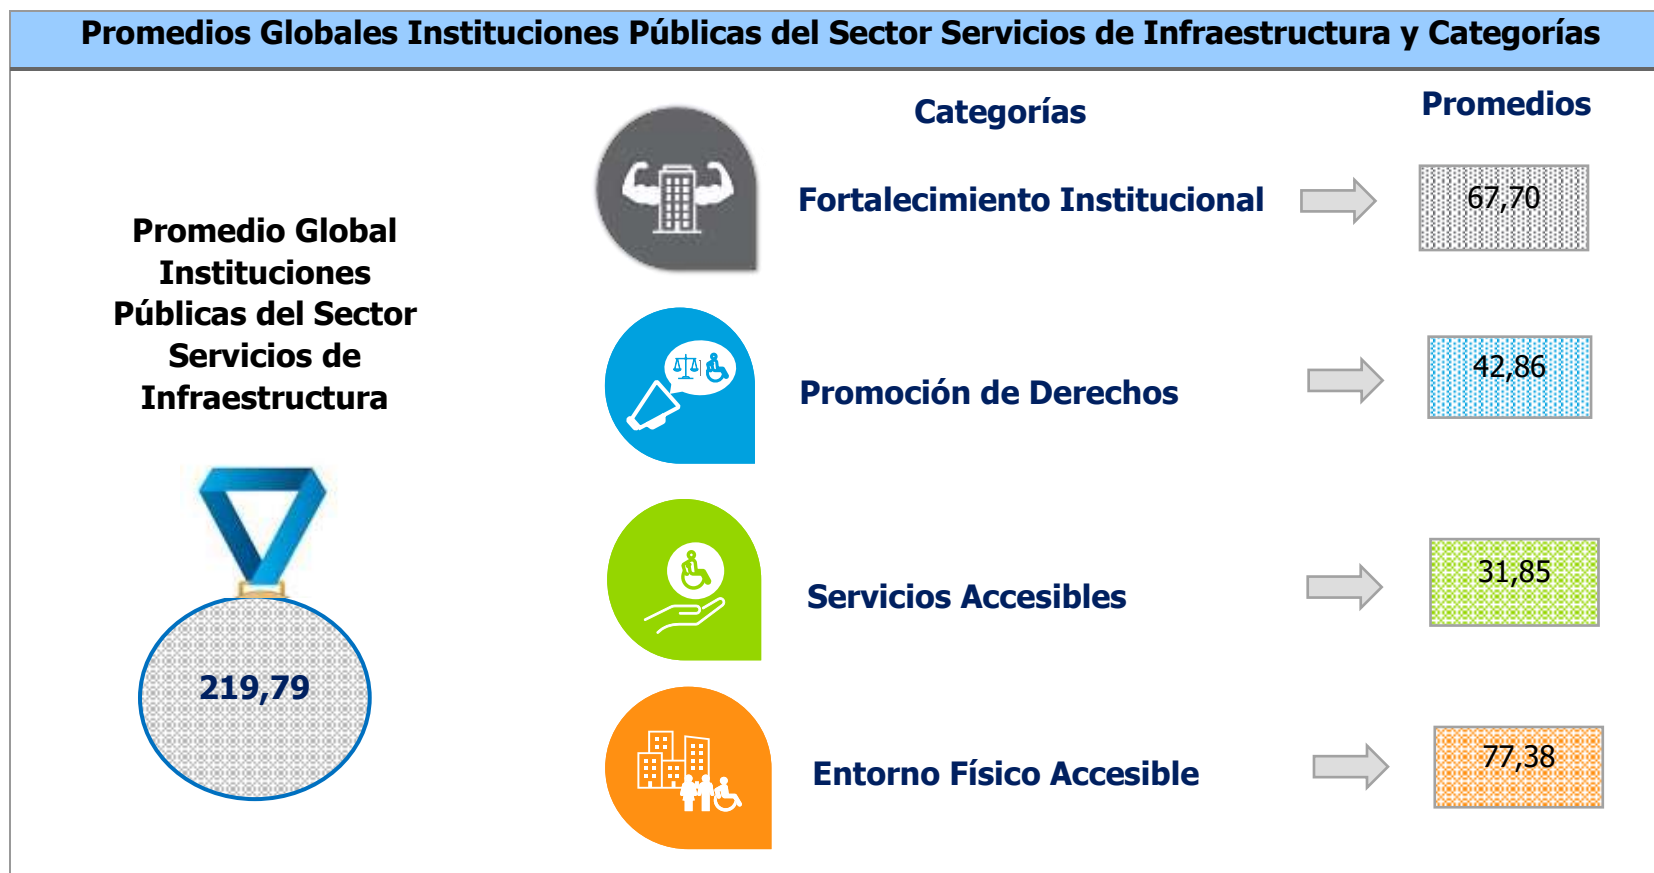 Promedios Globales Instituciones Públicas del Sector Servicios de Infraestructura y Categorías
Promedio Global
Instituciones
Públicas del Sector
Servicios de
Infraestructura
219,79
Categorías
Promedios
Fortalecimiento Institucional
67,70
Promoción de Derechos
42,86
Servicios Accesibles
31,85
Entorno Físico Accesible
77,38